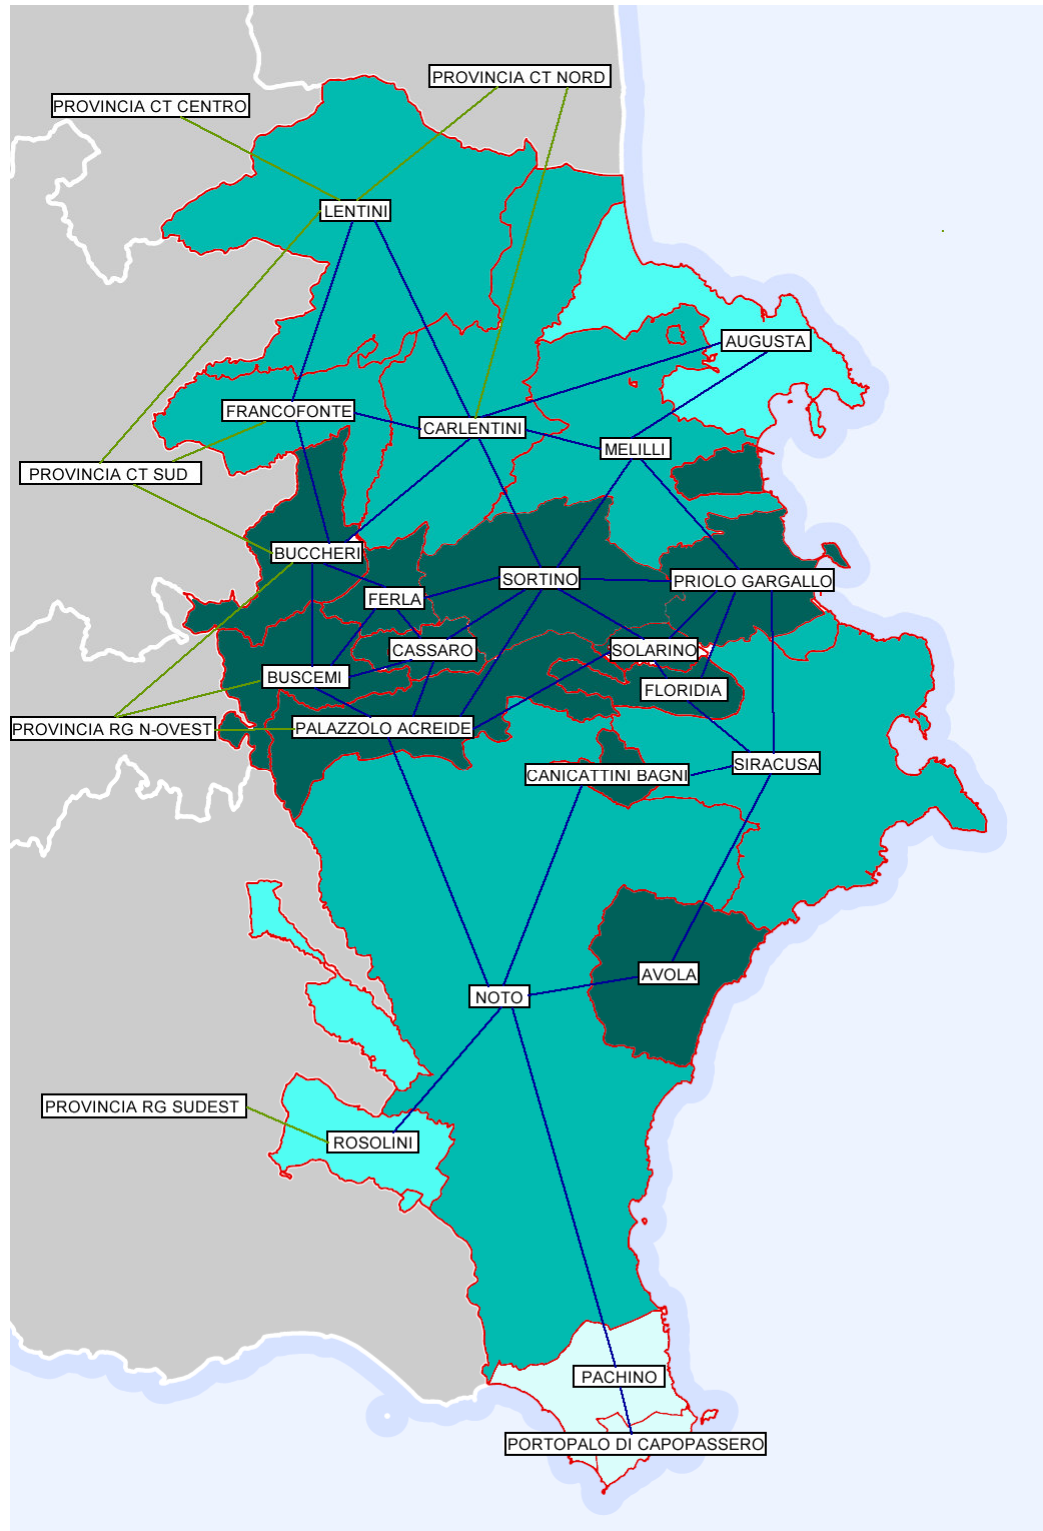 PROVINCIA CT NORD
PROVINCIA CT CENTRO
LENTINI
AUGUSTA
FRANCOFONTE
CARLENTINI
MELILLI
PROVINCIA CT SUD
BUCCHERI
SORTINO
PRIOLO GARGALLO
FERLA
CASSARO
SOLARINO
BUSCEMI
FLORIDIA
PROVINCIA RG N-OVEST
PALAZZOLO ACREIDE
SIRACUSA
CANICATTINI BAGNI
AVOLA
NOTO
PROVINCIA RG SUDEST
ROSOLINI
PACHINO
PORTOPALO DI CAPOPASSERO